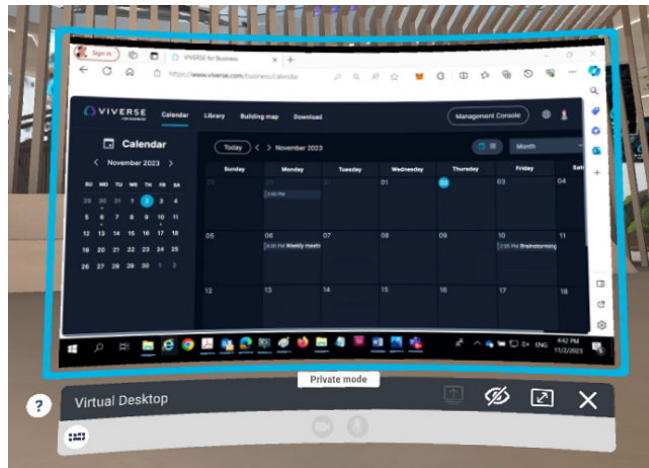 Sign in
VIVERSE for Business
https://www.viverse.com/business/calendar
VIVERSE
FOR BUSINESS
Calendar Library Building map Download
Management Console
Calendar
Today < > November 2023
Month
< November 2023 >
Sunday Monday Tuesday Wednesday Thursday Friday Sat
SU MO TU WE TH FR SA
29 30 31 1 2 3 4
5 6 7 8 9 10 11
12 13 14 15 16 17 18
19 20 21 22 23 24 25
26 27 28 29 30 1 2
29 30 31 01 02 03 04
05 06 07 08 09 10 11
Weekly meetin
Brainstorming
12 13 14 15 16 17 18
ENG
4:42 PM
11/2/2023
Private mode
Virtual Desktop
?